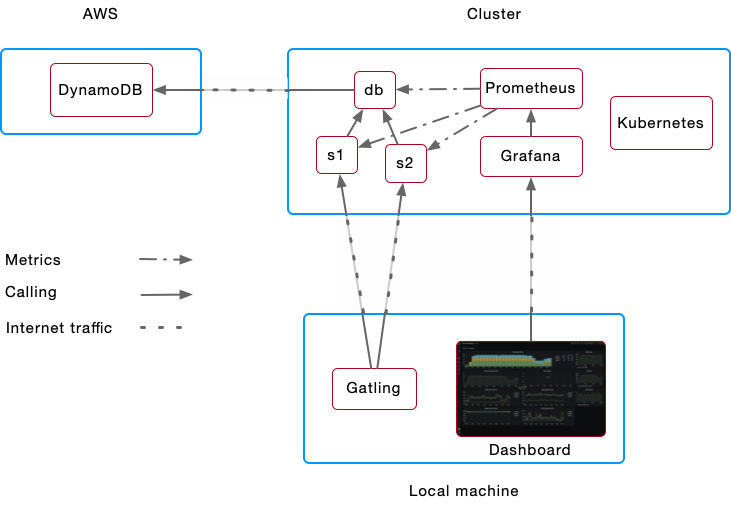 AWS
Cluster
DynamoDB
db
Prometheus
Kubernetes
s1
s2
Grafana
Metrics
Calling
Internet traffic
Gatling
Dashboard
Local machine